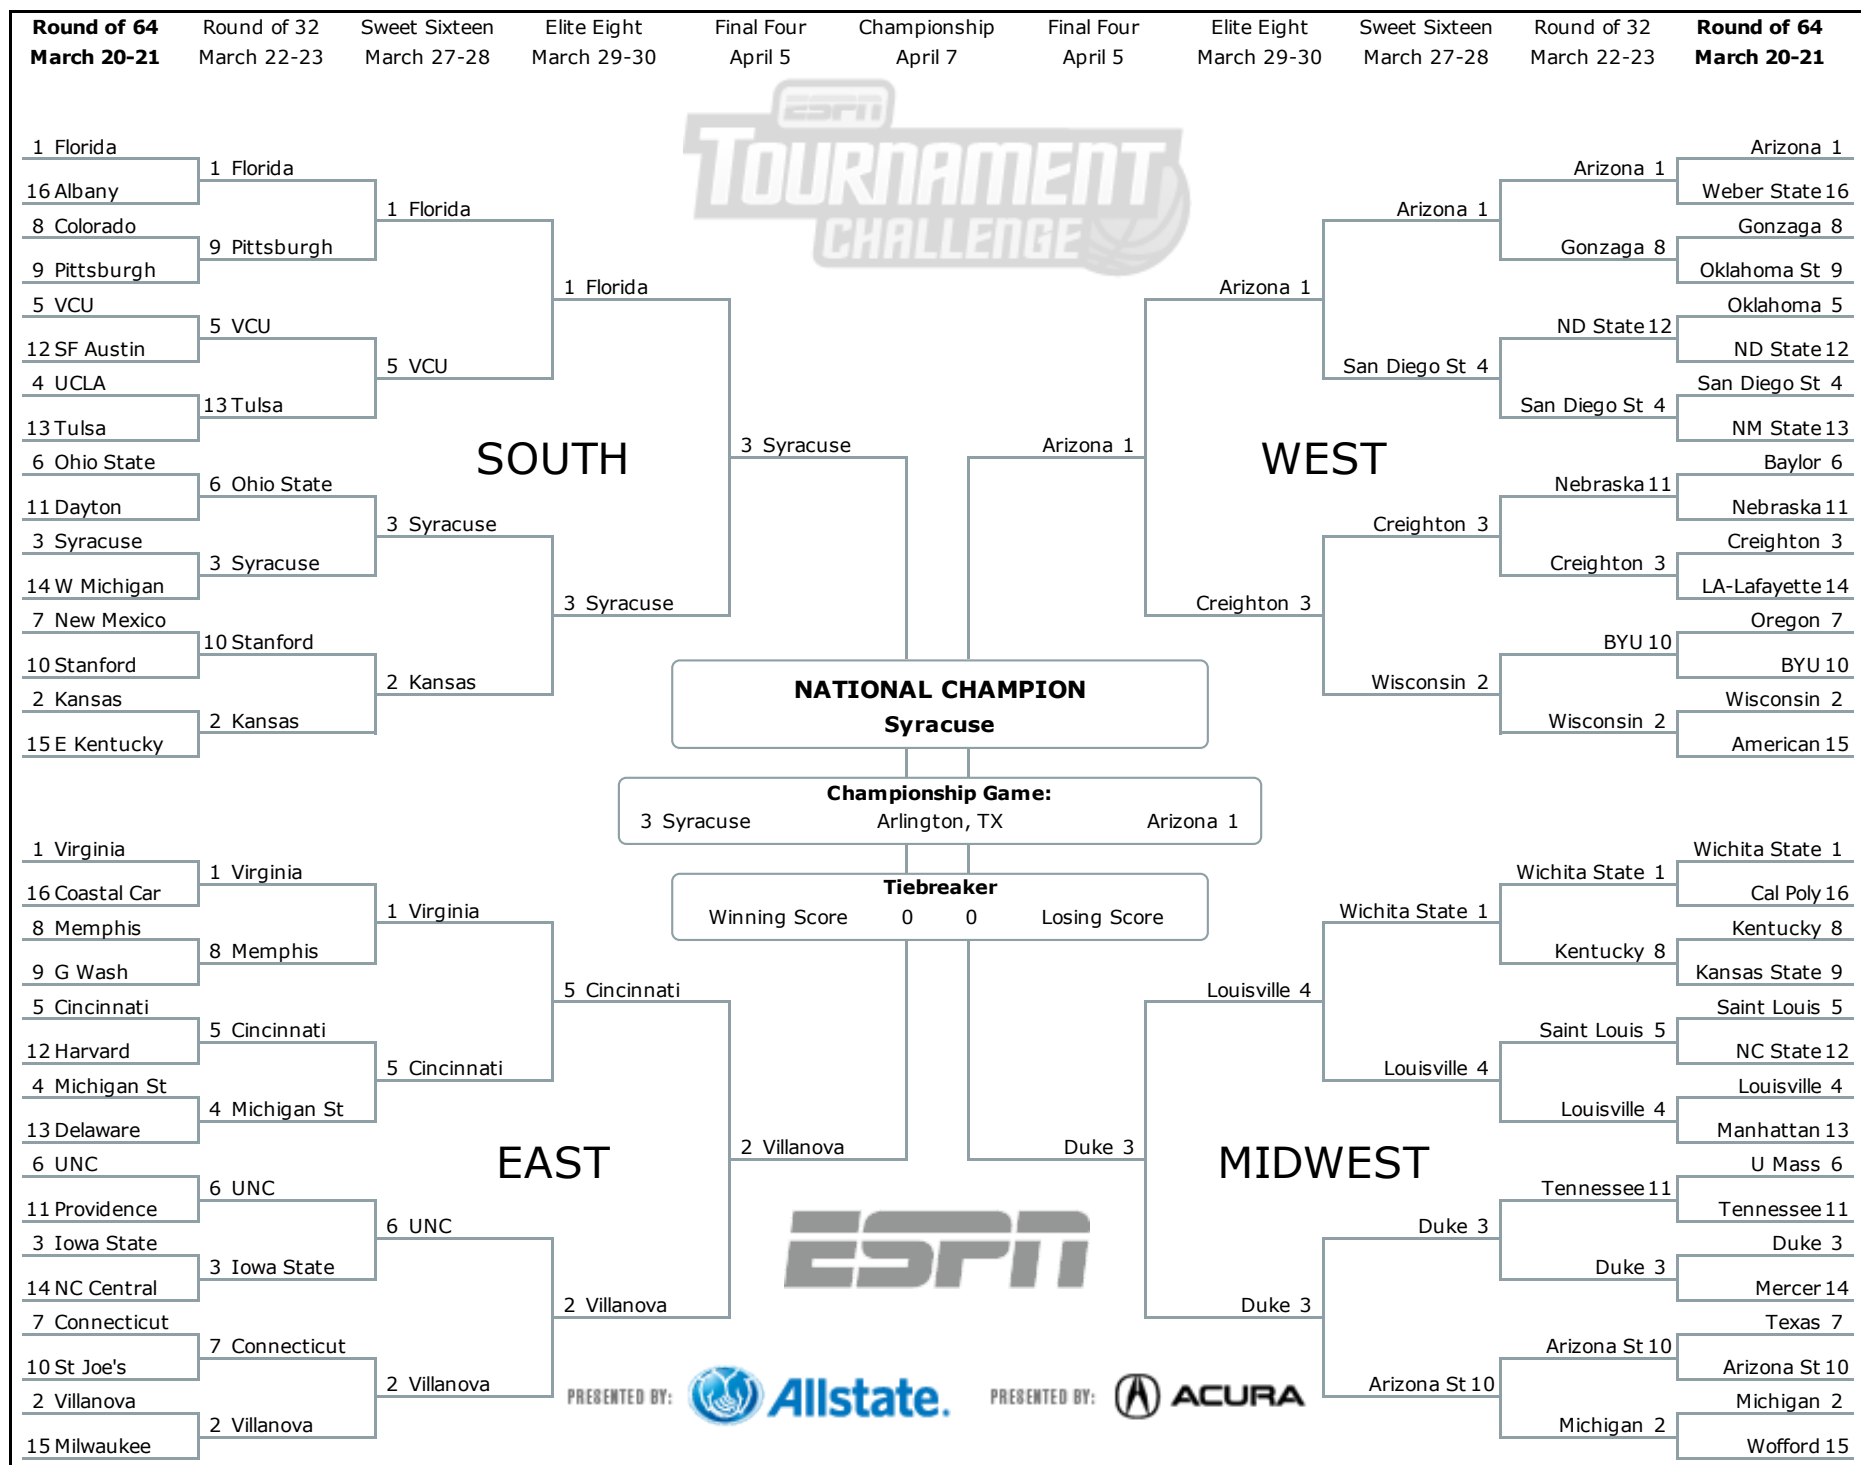 Round of 64 Round of 32 Sweet Sixteen Elite Eight Final Four Championship Final Four Elite Eight Sweet Sixteen Round of 32 Round of 64
March 20-21 March 22-23 March 27-28 March 29-30 April 5 April 7 April 5 March 29-30 March 27-28 March 22-23 March 20-21
ESPN
TOURNAMENT
CHALLENGE
1 Florida
16 Albany
8 Colorado
9 Pittsburgh
5 VCU
12 SF Austin
4 UCLA
13 Tulsa
6 Ohio State
11 Dayton
3 Syracuse
14 W Michigan
7 New Mexico
10 Stanford
2 Kansas
15 E Kentucky
1 Florida
9 Pittsburgh
5 VCU
13 Tulsa
6 Ohio State
3 Syracuse
10 Stanford
2 Kansas
1 Florida
5 VCU
3 Syracuse
2 Kansas
1 Florida
3 Syracuse
SOUTH
3 Syracuse
Arizona 1
WEST
Arizona 1
Creighton 3
Arizona 1
San Diego St 4
Creighton 3
Wisconsin 2
Arizona 1
Gonzaga 8
ND State 12
San Diego St 4
Nebraska 11
Creighton 3
BYU 10
Wisconsin 2
Arizona 1
Weber State 16
Gonzaga 8
Oklahoma St 9
Oklahoma 5
ND State 12
San Diego St 4
NM State 13
Baylor 6
Nebraska 11
Creighton 3
LA-Lafayette 14
Oregon 7
BYU 10
Wisconsin 2
American 15
NATIONAL CHAMPION
Syracuse
Championship Game:
3 Syracuse Arlington, TX Arizona 1
Tiebreaker
Winning Score 0 0 Losing Score
1 Virginia
16 Coastal Car
8 Memphis
9 G Wash
5 Cincinnati
12 Harvard
4 Michigan St
13 Delaware
6 UNC
11 Providence
3 Iowa State
14 NC Central
7 Connecticut
10 St Joe's
2 Villanova
15 Milwaukee
1 Virginia
8 Memphis
5 Cincinnati
4 Michigan St
6 UNC
3 Iowa State
7 Connecticut
2 Villanova
1 Virginia
5 Cincinnati
6 UNC
2 Villanova
5 Cincinnati
2 Villanova
EAST
2 Villanova
Duke 3
MIDWEST
Louisville 4
Duke 3
Wichita State 1
Louisville 4
Duke 3
Arizona St 10
Wichita State 1
Kentucky 8
Saint Louis 5
Louisville 4
Tennessee 11
Duke 3
Arizona St 10
Michigan 2
Wichita State 1
Cal Poly 16
Kentucky 8
Kansas State 9
Saint Louis 5
NC State 12
Louisville 4
Manhattan 13
U Mass 6
Tennessee 11
Duke 3
Mercer 14
Texas 7
Arizona St 10
Michigan 2
Wofford 15
ESPN
PRESENTED BY: Allstate. PRESENTED BY: ACURA